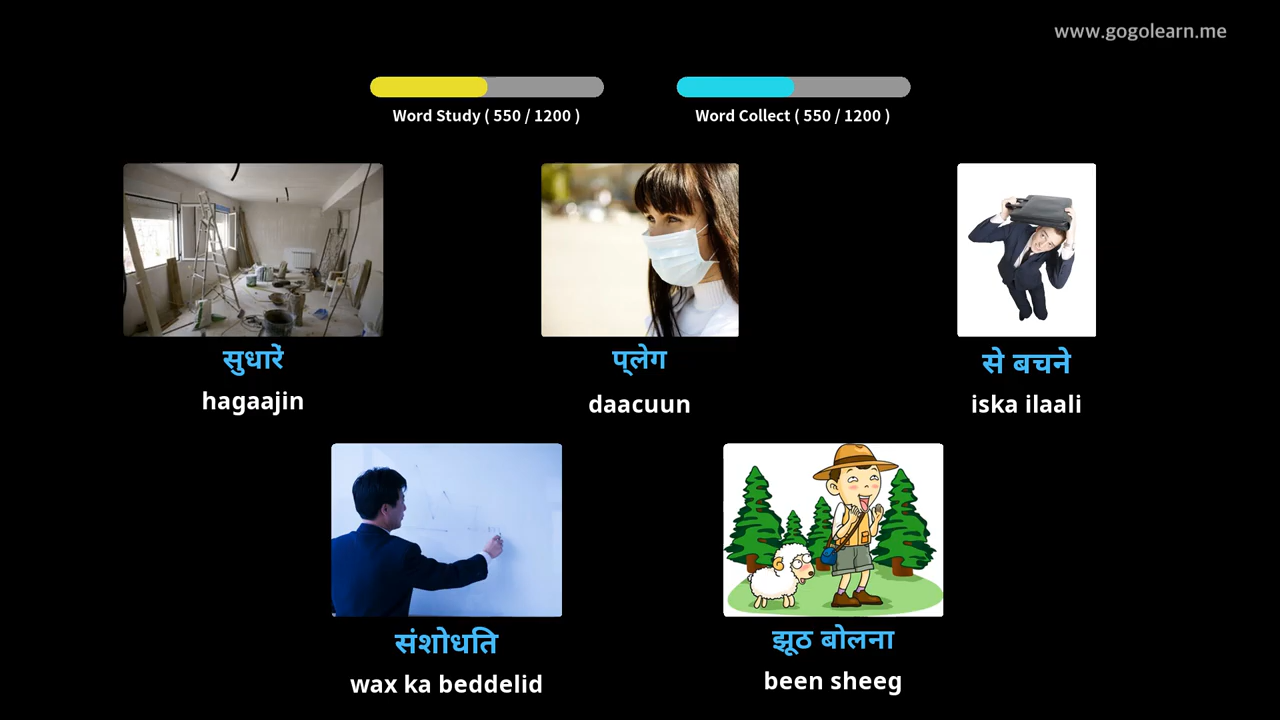 www.gogolearn.me
Word Study ( 550 / 1200 )
Word Collect ( 550 / 1200 )
सुधारें
प्लेग
से बचने
hagaajin
daacuun
iska ilaali
संशोधति
झूठ बोलना
wax ka beddelid
been sheeg